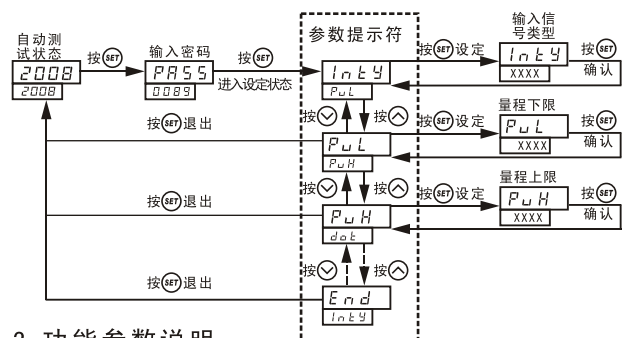 参数提示符
自动测
试状态
2008
2008
按SET
输入密码
PASS
0089
按SET
进入设定状态
IntY
PuL
按SET设定
输入信
号类型
IntY
XXXX
按SET
确认
按
按
按SET退出
PuL
PuH
按SET设定
量程下限
PuL
XXXX
按SET
确认
按
按
按SET退出
PuH
dot
按SET设定
量程上限
PuH
XXXX
按SET
确认
按
按
按SET退出
End
IntY